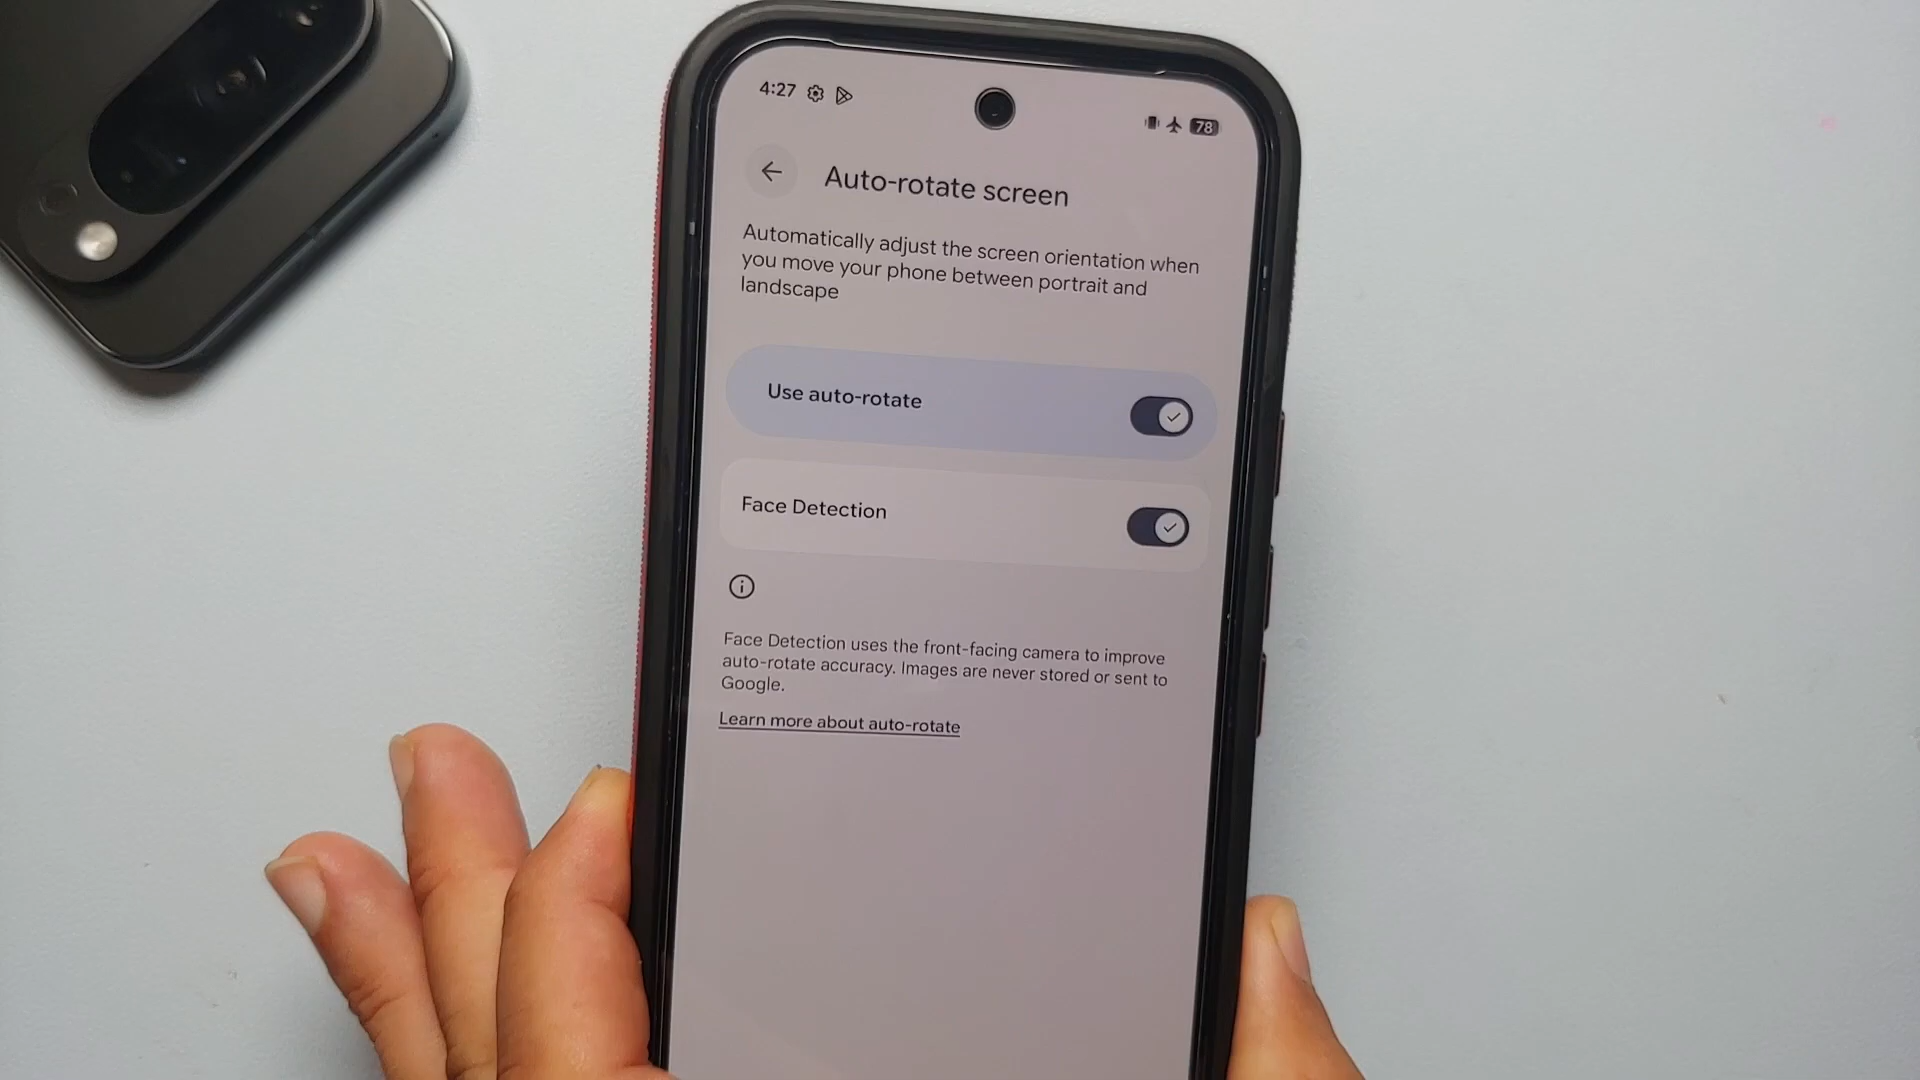 4:27
78
Auto-rotate screen
Automatically adjust the screen orientation when
you move your phone between portrait and
landscape
Use auto-rotate
Face Detection
Face Detection uses the front-facing camera to improve
auto-rotate accuracy. Images are never stored or sent to
Google.
Learn more about auto-rotate